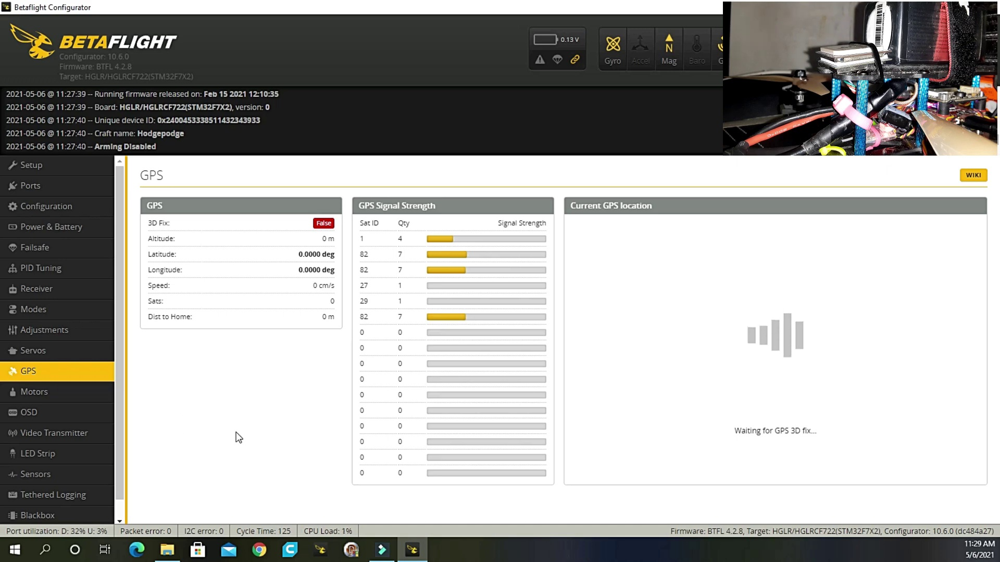 Betaflight Configurator
BETAFLIGHT
Configurator: 10.6.0
Firmware: BTFL 4.2.8
Target: HGLR/HGLRCF722(STM32F7X2)
0.13 V
Gyro
Accel
N
Mag
Baro
G
2021-05-06 @ 11:27:39 -- Running firmware released on: Feb 15 2021 12:10:35
2021-05-06 @ 11:27:39 -- Board: HGLR/HGLRCF722(STM32F7X2), version: 0
2021-05-06 @ 11:27:40 -- Unique device ID: 0x2400453338511432343933
2021-05-06 @ 11:27:40 -- Craft name: Hodgepodge
2021-05-06 @ 11:27:40 -- Arming Disabled
Setup
Ports
Configuration
Power & Battery
Failsafe
PID Tuning
Receiver
Modes
Adjustments
Servos
GPS
Motors
OSD
Video Transmitter
LED Strip
Sensors
Tethered Logging
Blackbox
GPS
WIKI
GPS
3D Fix: False
Altitude: 0 m
Latitude: 0.0000 deg
Longitude: 0.0000 deg
Speed: 0 cm/s
Sats: 0
Dist to Home: 0 m
GPS Signal Strength
Sat ID Qty Signal Strength
1 4
82 7
82 7
27 1
29 1
82 7
0 0
0 0
0 0
0 0
0 0
0 0
0 0
0 0
0 0
0 0
Current GPS location
Waiting for GPS 3D fix...
Port utilization: D: 32% U: 3%
Packet error: 0
I2C error: 0
Cycle Time: 125
CPU Load: 1%
Firmware: BTFL 4.2.8, Target: HGLR/HGLRCF722(STM32F7X2), Configurator: 10.6.0 (dc484a27)
11:29 AM
5/6/2021